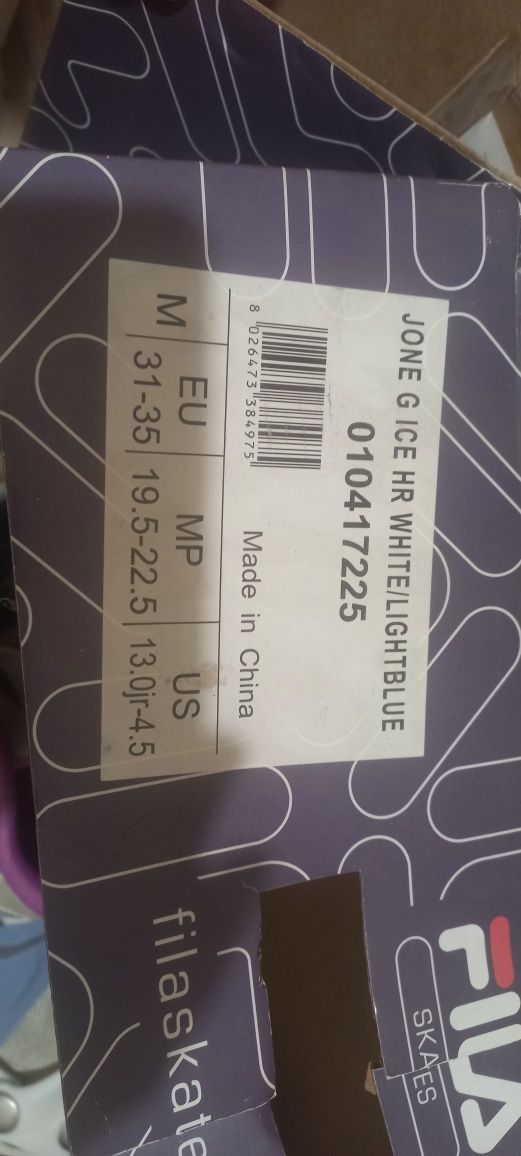 JONE G ICE HR WHITE/LIGHTBLUE
010417225
8 026473 384975
Made in China
EU MP US
M 31-35 19.5-22.5 13.0jr-4.5
FILA
SKATES
filaskate